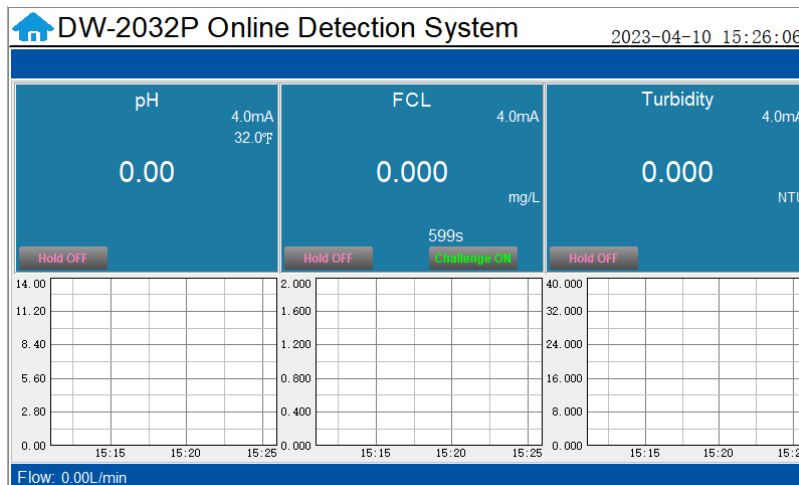 DW-2032P Online Detection System
2023-04-10 15:26:06
pH
4.0mA
32.0℉
0.00
Hold OFF
FCL
4.0mA
0.000
mg/L
599s
Hold OFF
Challenge ON
Turbidity
4.0mA
0.000
NTU
Hold OFF
14.00
11.20
8.40
5.60
2.80
0.00
15:15 15:20 15:25
2.000
1.600
1.200
0.800
0.400
0.000
15:15 15:20 15:25
40.000
32.000
24.000
16.000
8.000
0.000
15:15 15:20 15:2
Flow: 0.00L/min